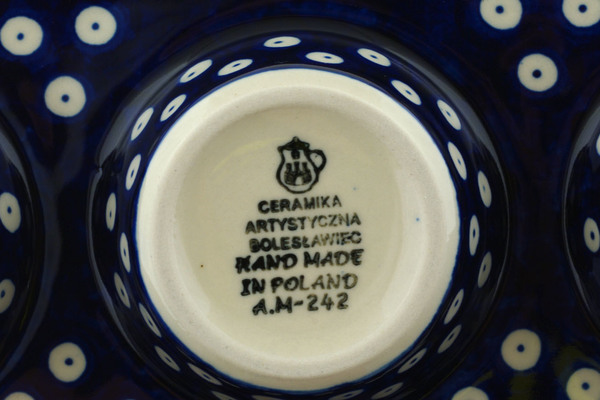 CERAMIKA
ARTYSTYCZNA
BOLESŁAWIEC
HAND MADE
IN POLAND
A.M-242